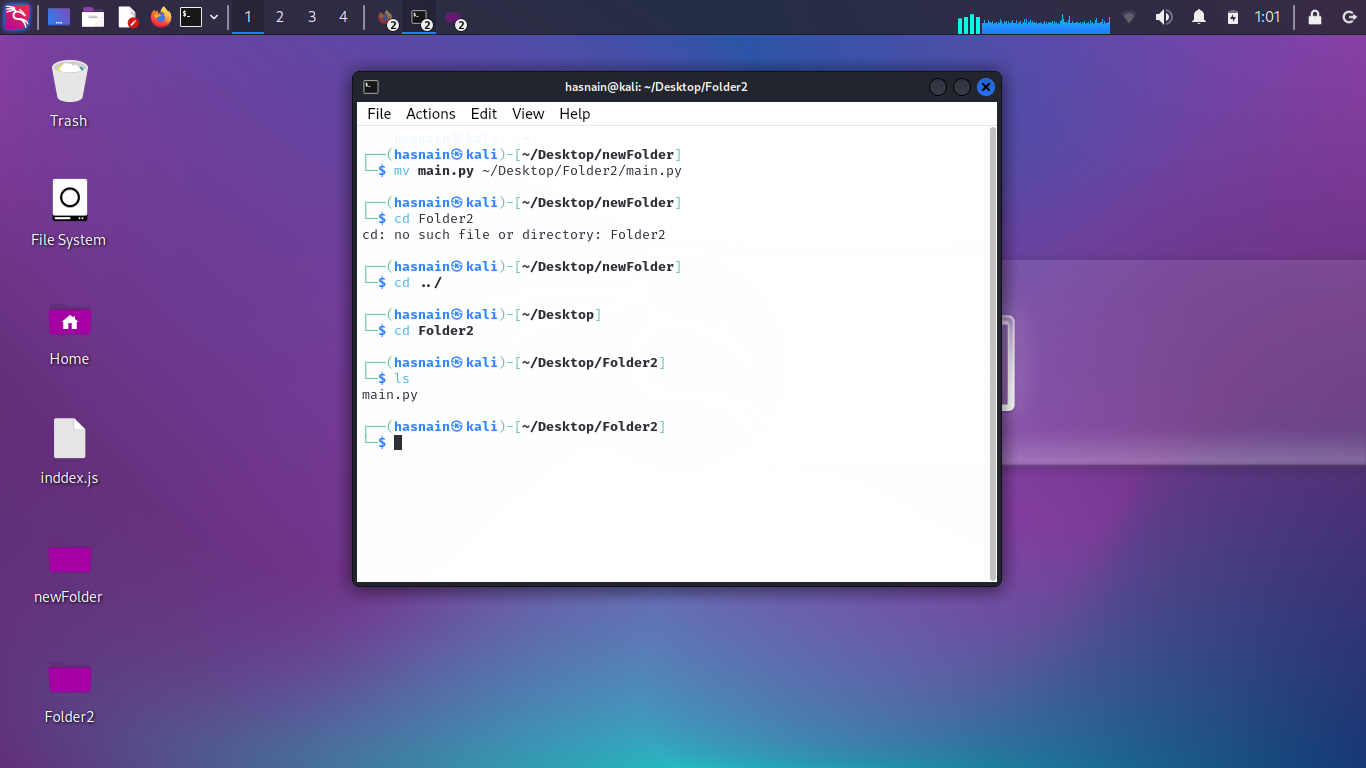 1 2 3 4 2 2 2 1:01
Trash
File System
Home
inddex.js
newFolder
Folder2
hasnain@kali: ~/Desktop/Folder2
File Actions Edit View Help
┌──(hasnain㉿kali)-[~/Desktop/newFolder]
└─$ mv main.py ~/Desktop/Folder2/main.py
┌──(hasnain㉿kali)-[~/Desktop/newFolder]
└─$ cd Folder2
cd: no such file or directory: Folder2
┌──(hasnain㉿kali)-[~/Desktop/newFolder]
└─$ cd ../
┌──(hasnain㉿kali)-[~/Desktop]
└─$ cd Folder2
┌──(hasnain㉿kali)-[~/Desktop/Folder2]
└─$ ls
main.py
┌──(hasnain㉿kali)-[~/Desktop/Folder2]
└─$